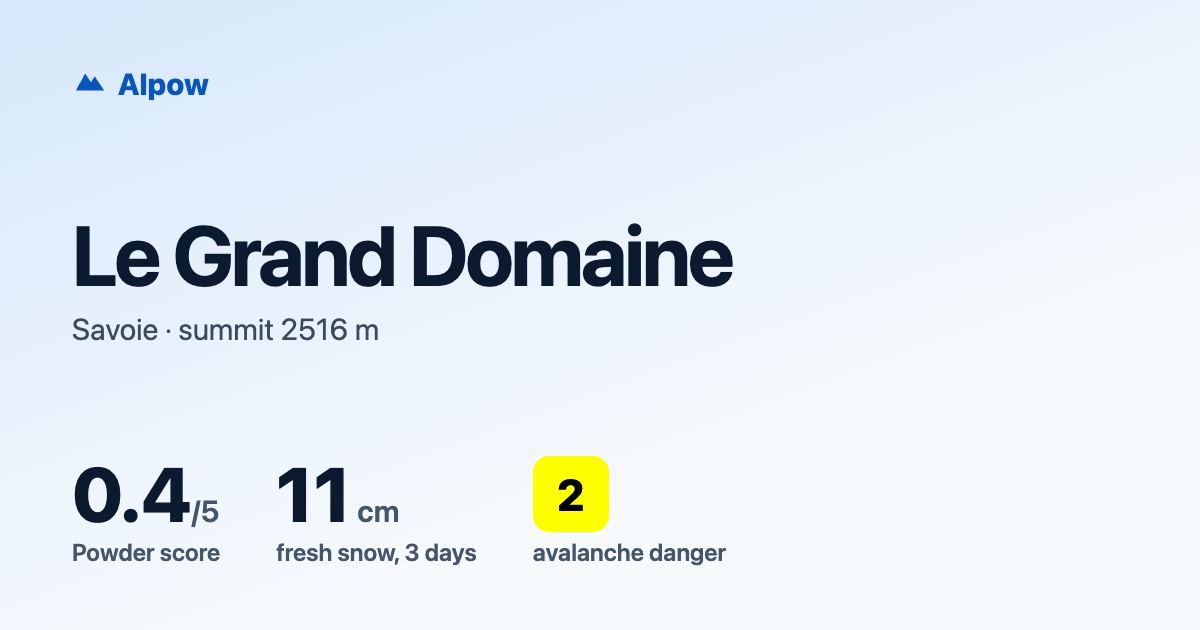 Alpow
Le Grand Domaine
Savoie · summit 2516 m
0.4/5
Powder score
11 cm
fresh snow, 3 days
2
avalanche danger